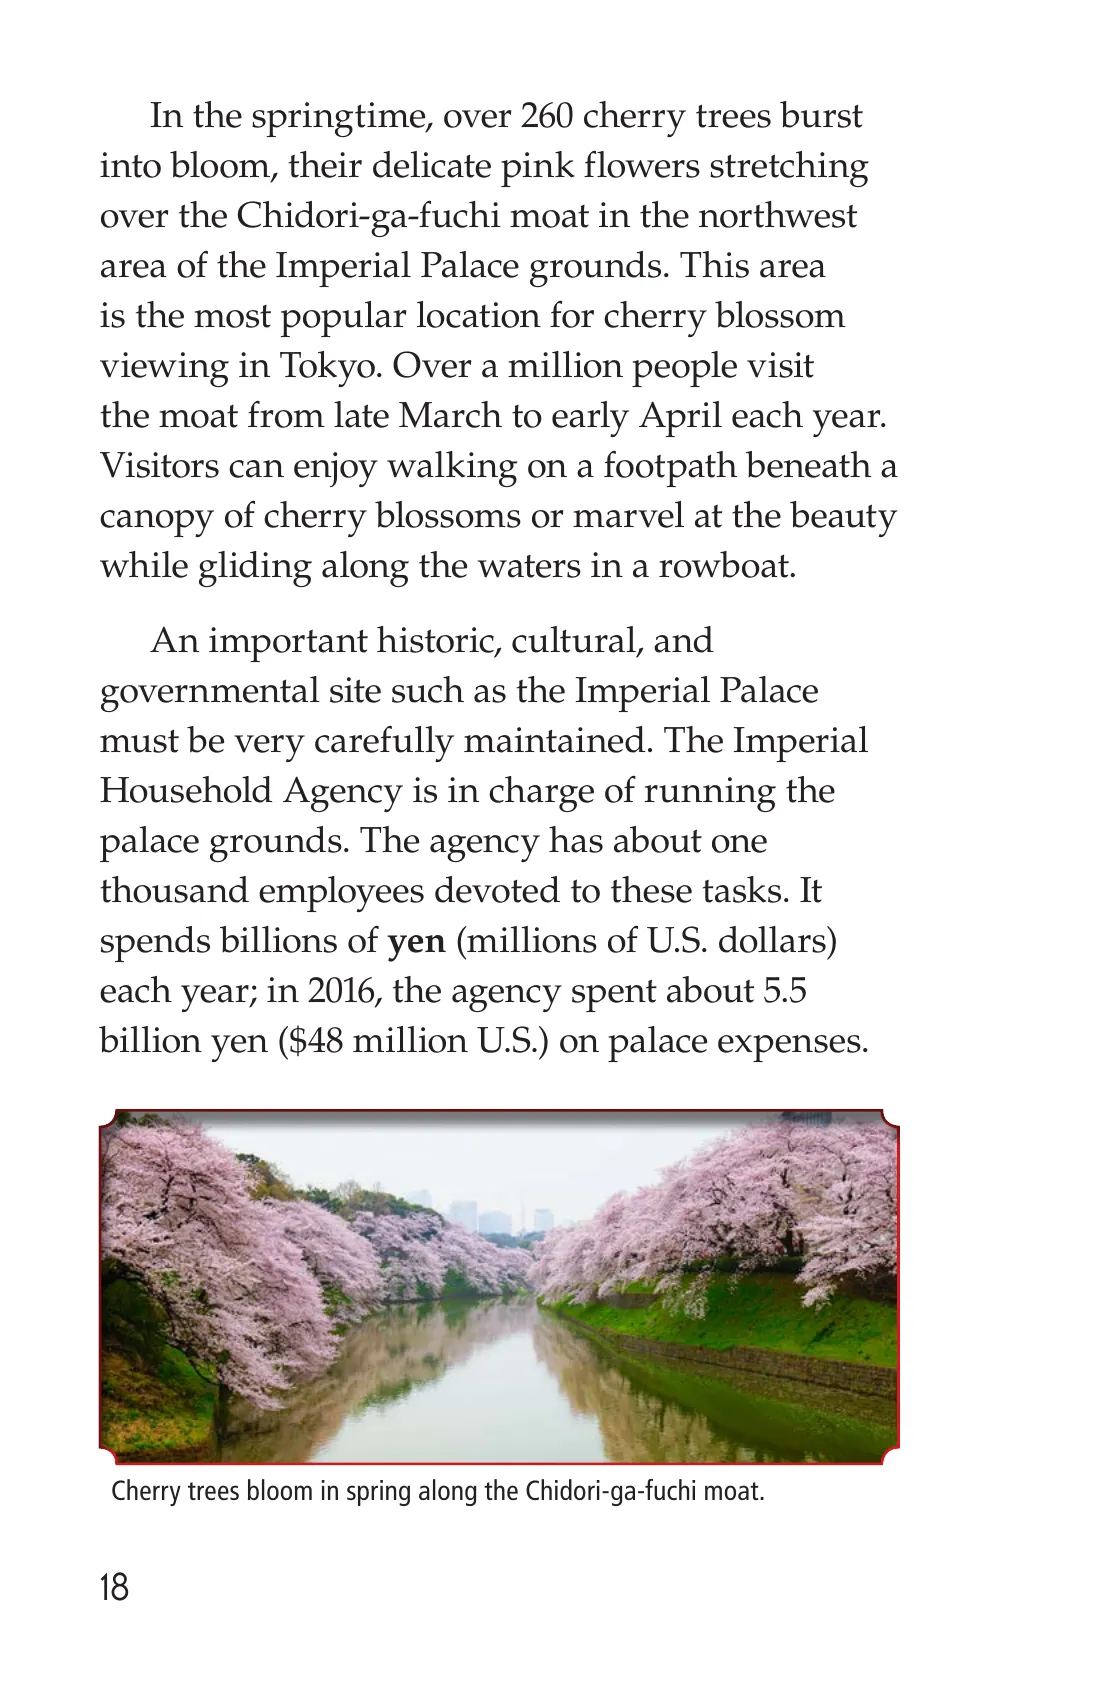 In the springtime, over 260 cherry trees burst
into bloom, their delicate pink flowers stretching
over the Chidori-ga-fuchi moat in the northwest
area of the Imperial Palace grounds. This area
is the most popular location for cherry blossom
viewing in Tokyo. Over a million people visit
the moat from late March to early April each year.
Visitors can enjoy walking on a footpath beneath a
canopy of cherry blossoms or marvel at the beauty
while gliding along the waters in a rowboat.
An important historic, cultural, and
governmental site such as the Imperial Palace
must be very carefully maintained. The Imperial
Household Agency is in charge of running the
palace grounds. The agency has about one
thousand employees devoted to these tasks. It
spends billions of yen (millions of U.S. dollars)
each year; in 2016, the agency spent about 5.5
billion yen ($48 million U.S.) on palace expenses.
Cherry trees bloom in spring along the Chidori-ga-fuchi moat.
18